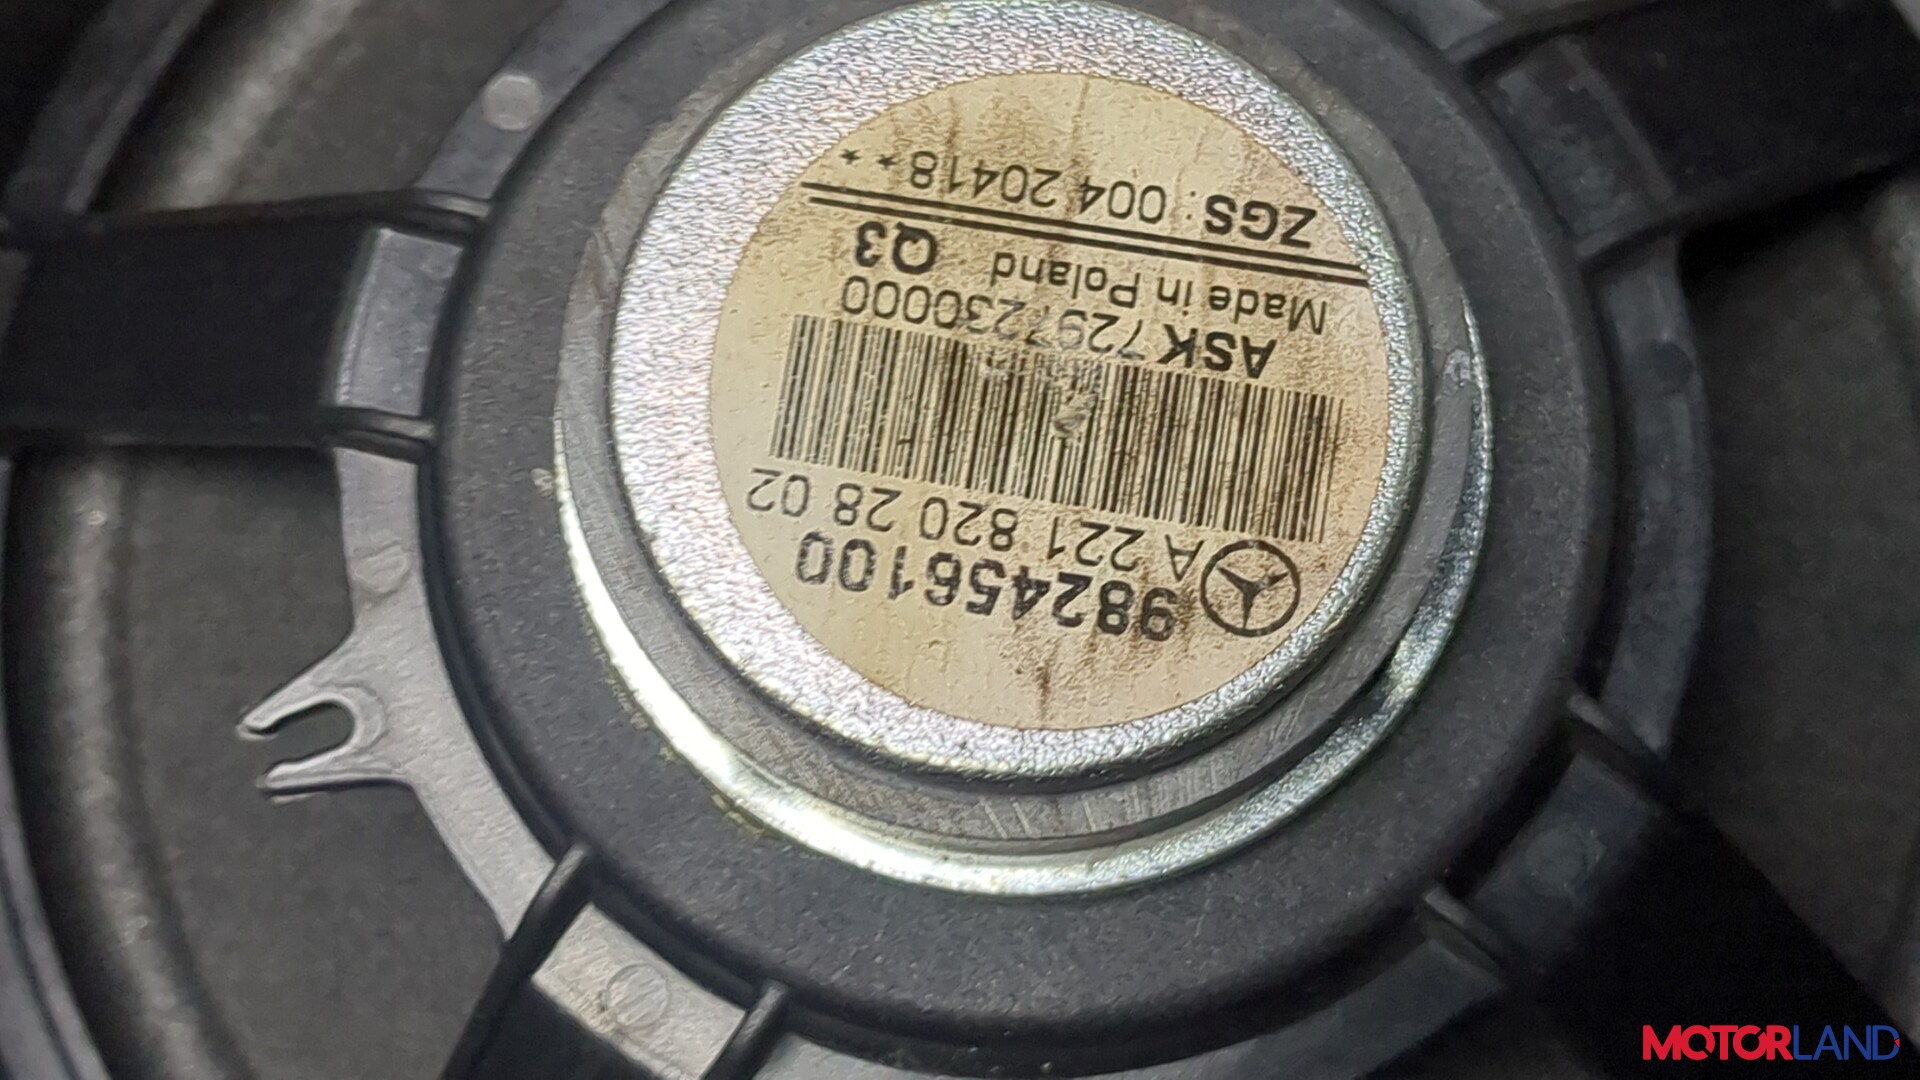 982456100
A 221 820 28 02
ASK 7297230000
Made in Poland Q3
ZGS: 004 20418**
MOTORLAND